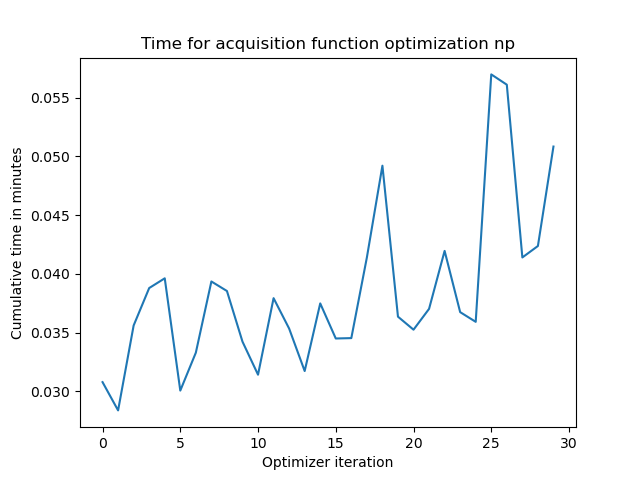 Time for acquisition function optimization np
Cumulative time in minutes
0.055
0.050
0.045
0.040
0.035
0.030
0 5 10 15 20 25 30
Optimizer iteration